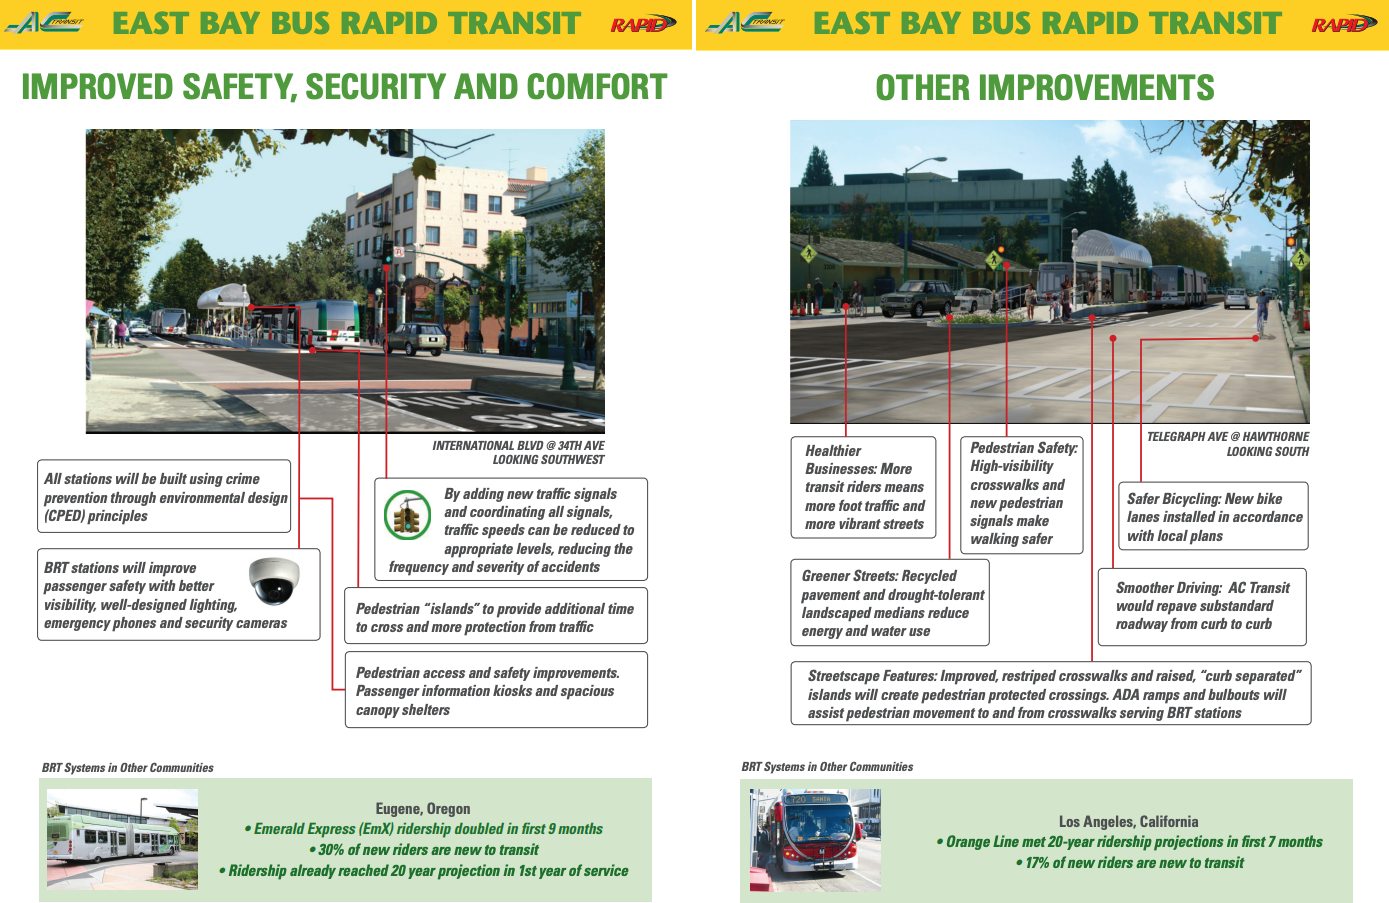 AC TRANSIT
EAST BAY BUS RAPID TRANSIT
RAPID
IMPROVED SAFETY, SECURITY AND COMFORT
INTERNATIONAL BLVD @ 34TH AVE
LOOKING SOUTHWEST
All stations will be built using crime
prevention through environmental design
(CPED) principles
By adding new traffic signals
and coordinating all signals,
traffic speeds can be reduced to
appropriate levels, reducing the
frequency and severity of accidents
BRT stations will improve
passenger safety with better
visibility, well-designed lighting,
emergency phones and security cameras
Pedestrian “islands” to provide additional time
to cross and more protection from traffic
Pedestrian access and safety improvements.
Passenger information kiosks and spacious
canopy shelters
BRT Systems in Other Communities
Eugene, Oregon
• Emerald Express (EmX) ridership doubled in first 9 months
• 30% of new riders are new to transit
• Ridership already reached 20 year projection in 1st year of service
AC TRANSIT
EAST BAY BUS RAPID TRANSIT
RAPID
OTHER IMPROVEMENTS
TELEGRAPH AVE @ HAWTHORNE
LOOKING SOUTH
Healthier
Businesses: More
transit riders means
more foot traffic and
more vibrant streets
Pedestrian Safety:
High-visibility
crosswalks and
new pedestrian
signals make
walking safer
Safer Bicycling: New bike
lanes installed in accordance
with local plans
Greener Streets: Recycled
pavement and drought-tolerant
landscaped medians reduce
energy and water use
Smoother Driving:  AC Transit
would repave substandard
roadway from curb to curb
Streetscape Features: Improved, restriped crosswalks and raised, “curb separated”
islands will create pedestrian protected crossings. ADA ramps and bulbouts will
assist pedestrian movement to and from crosswalks serving BRT stations
BRT Systems in Other Communities
720
Los Angeles, California
• Orange Line met 20-year ridership projections in first 7 months
• 17% of new riders are new to transit